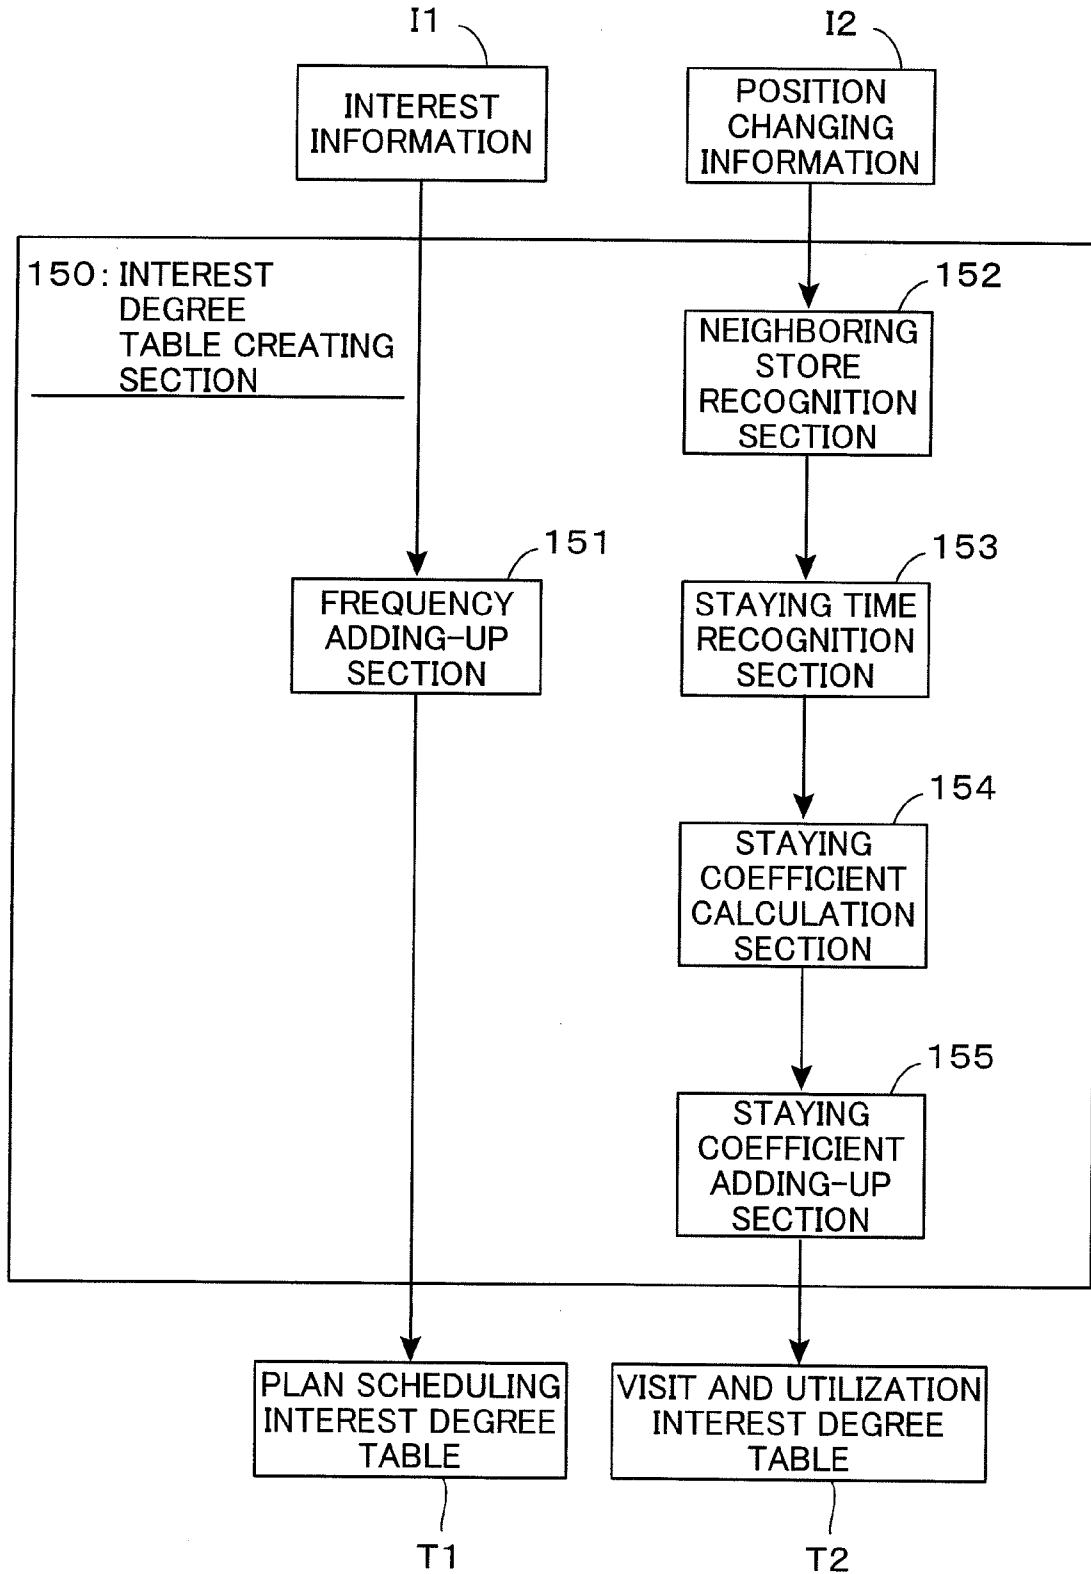 I1
I2
INTEREST
INFORMATION
POSITION
CHANGING
INFORMATION
150: INTEREST
DEGREE
TABLE CREATING
SECTION
152
NEIGHBORING
STORE
RECOGNITION
SECTION
151
FREQUENCY
ADDING-UP
SECTION
153
STAYING TIME
RECOGNITION
SECTION
154
STAYING
COEFFICIENT
CALCULATION
SECTION
155
STAYING
COEFFICIENT
ADDING-UP
SECTION
PLAN SCHEDULING
INTEREST DEGREE
TABLE
VISIT AND UTILIZATION
INTEREST DEGREE
TABLE
T1
T2